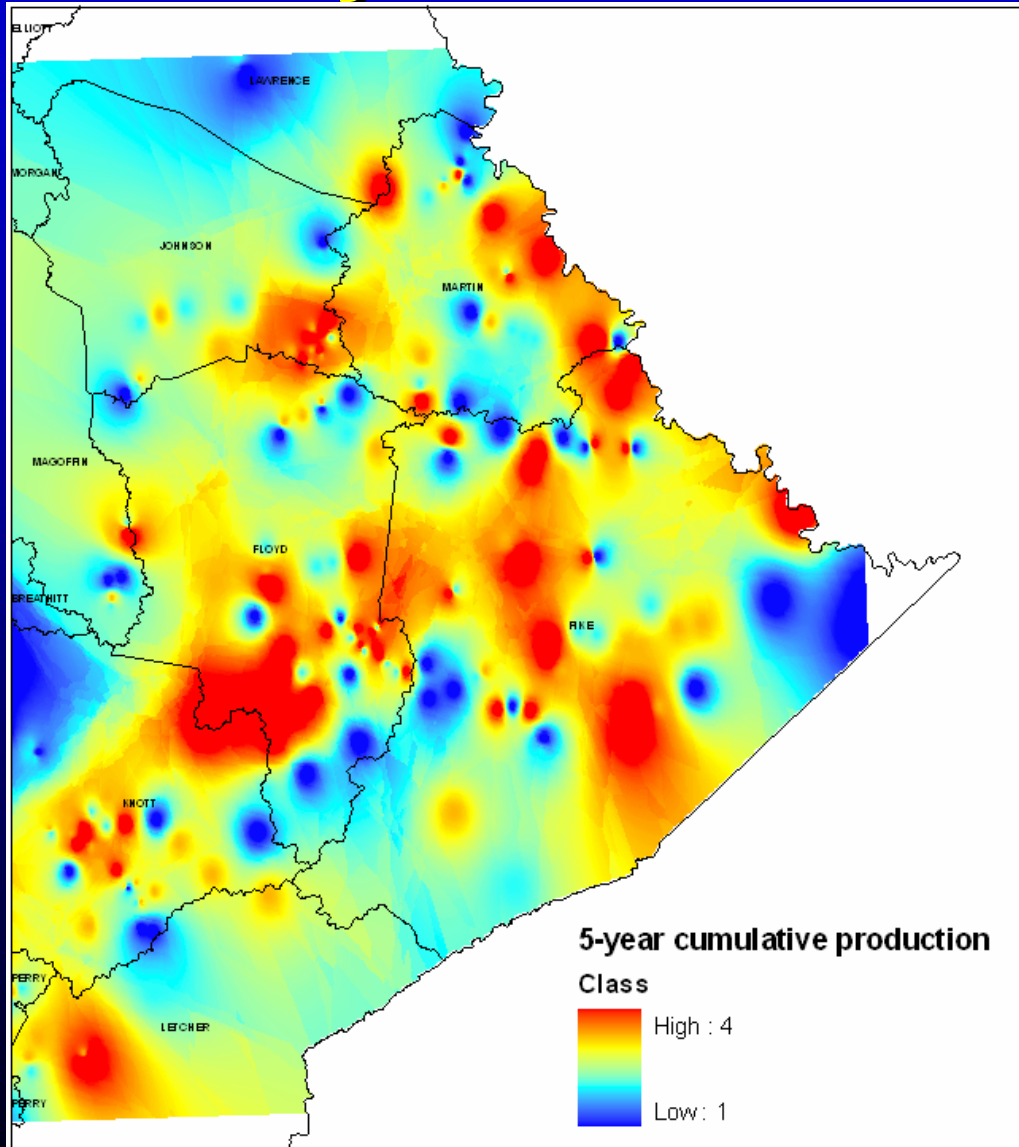 ELLIOTT
LAWRENCE
MORGAN
JOHNSON
MARTIN
MAGOFFIN
FLOYD
BREATHITT
PIKE
KNOTT
PERRY
LETCHER
PERRY
5-year cumulative production
Class
High : 4
Low : 1